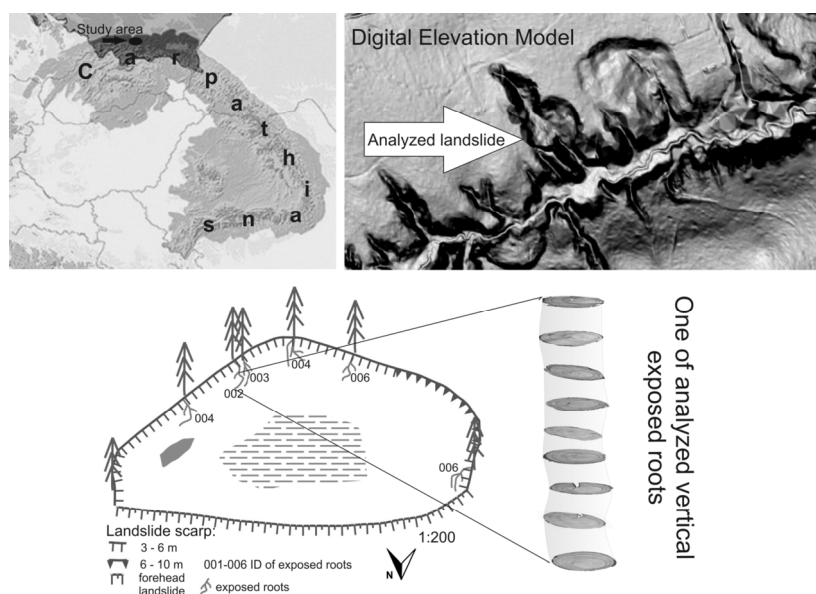 Study area
C a r p a t h i a n s
Digital Elevation Model
Analyzed landslide
004
003
002
004
006
006
One of analyzed vertical
exposed roots
1:200
Landslide scarp:
3 - 6 m
6 - 10 m
001-006 ID of exposed roots
forehead
landslide
exposed roots
N